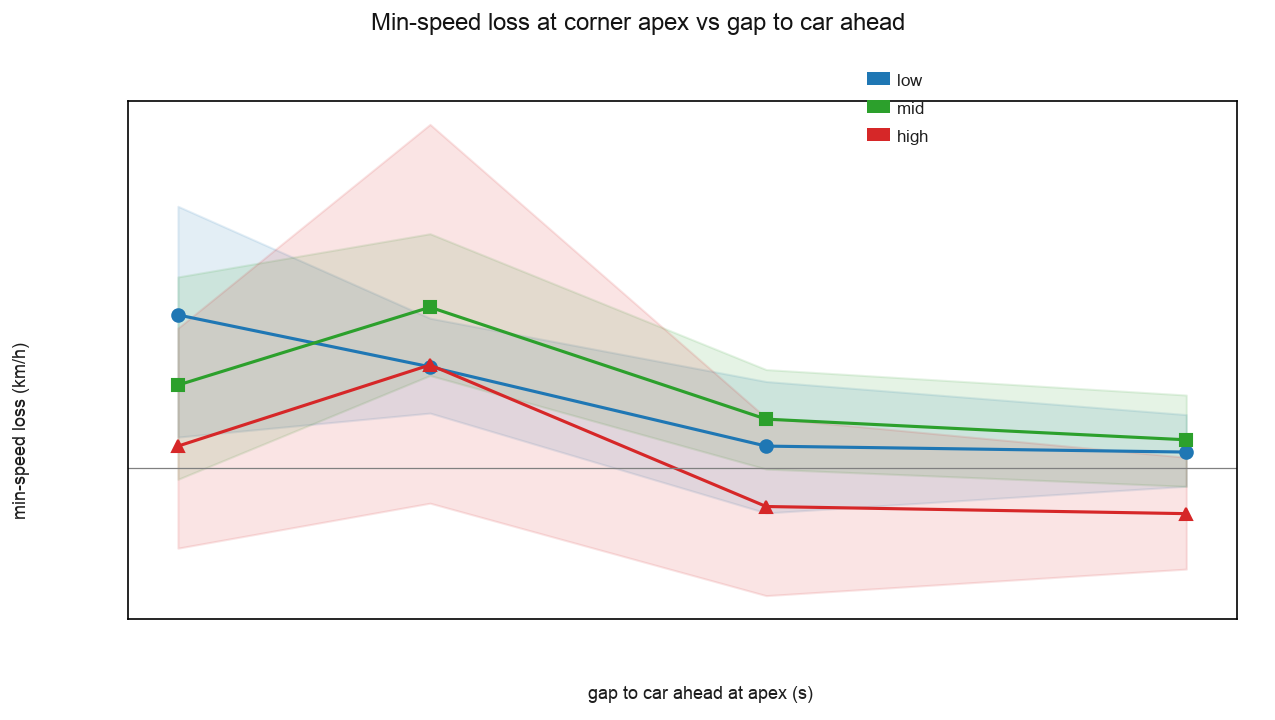 Min-speed loss at corner apex vs gap to car ahead
low
mid
high
min-speed loss (km/h)
gap to car ahead at apex (s)